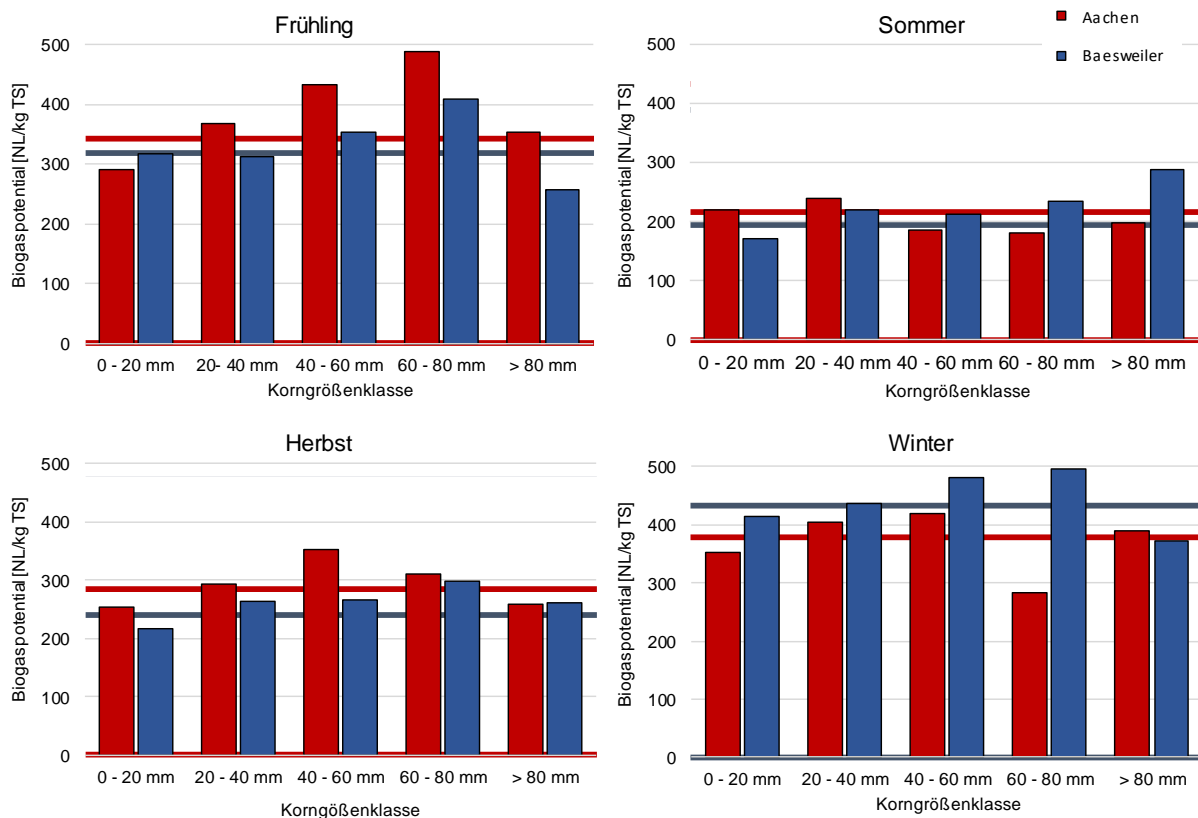 Frühling
Biogaspotential [NL/kg TS]
500
400
300
200
100
0
0 - 20 mm 20- 40 mm 40 - 60 mm 60 - 80 mm > 80 mm
Korngrößenklasse
Sommer
Aachen
Baesweiler
Biogaspotential [NL/kg TS]
500
400
300
200
100
0
0 - 20 mm 20 - 40 mm 40 - 60 mm 60 - 80 mm > 80 mm
Korngrößenklasse
Herbst
Biogaspotential [NL/kg TS]
500
400
300
200
100
0
0 - 20 mm 20 - 40 mm 40 - 60 mm 60 - 80 mm > 80 mm
Korngrößenklasse
Winter
Biogaspotential [NL/kg TS]
500
400
300
200
100
0
0 - 20 mm 20 - 40 mm 40 - 60 mm 60 - 80 mm > 80 mm
Korngrößenklasse